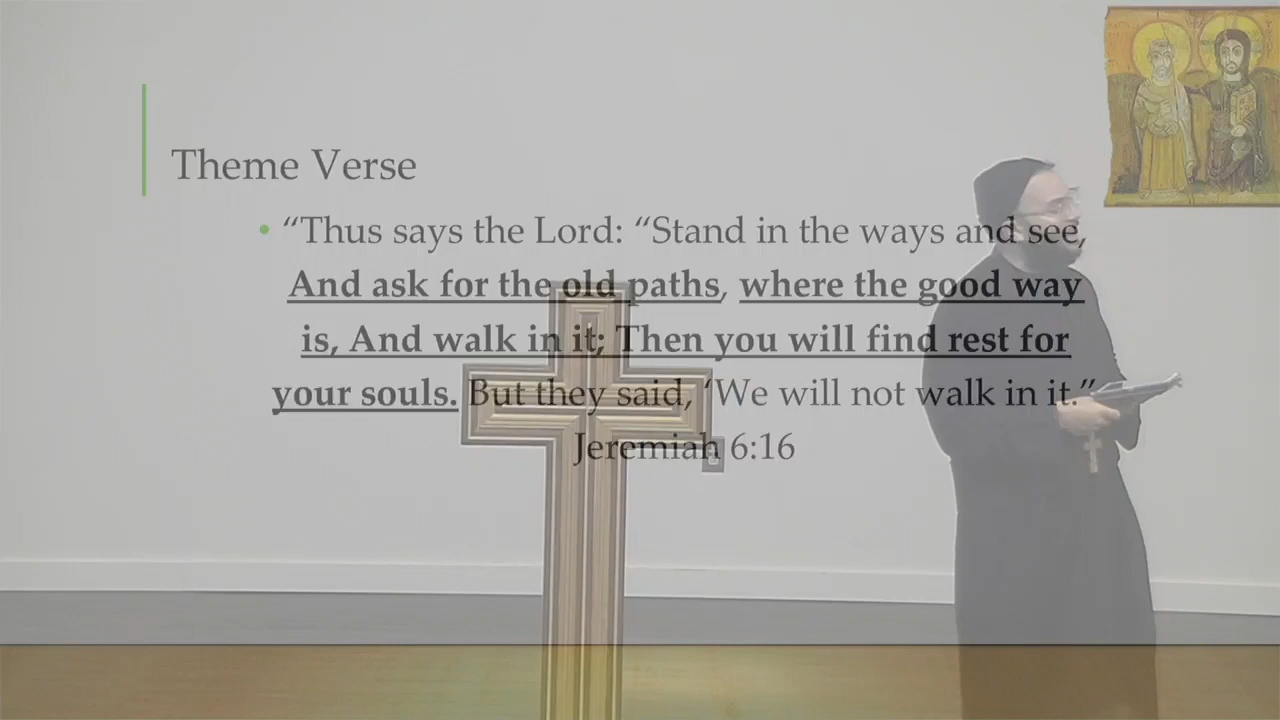 Theme Verse
• “Thus says the Lord: “Stand in the ways and see,
And ask for the old paths, where the good way
is, And walk in it; Then you will find rest for
your souls. But they said, ‘We will not walk in it.”
Jeremiah 6:16